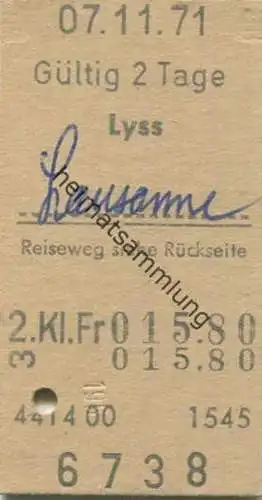 07.11.71
Gültig 2 Tage
Lyss
Lausanne
Reiseweg siehe Rückseite
2.Kl.Fr 015.80
3 015.80
441400 1545
6738
heimatsammlung.de